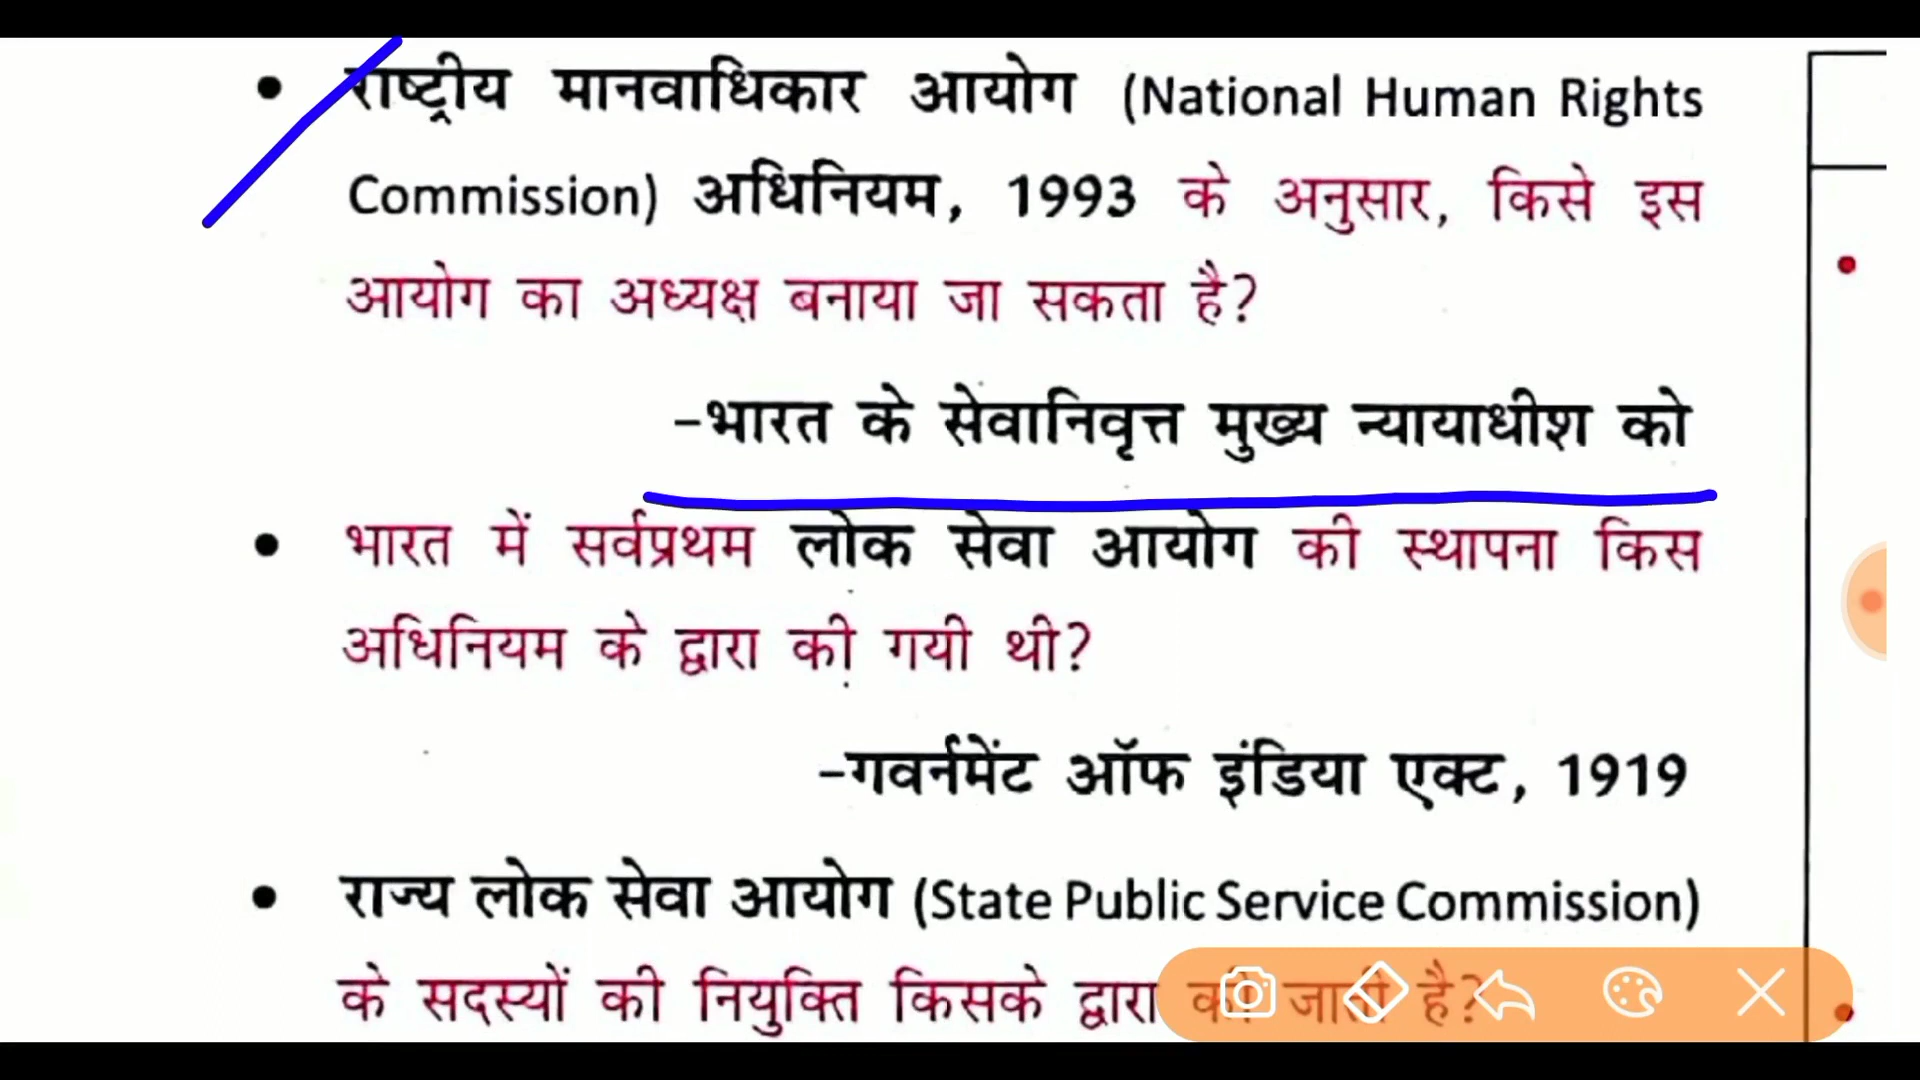 • राष्ट्रीय मानवाधिकार आयोग (National Human Rights
Commission) अधिनियम, 1993 के अनुसार, किसे इस
आयोग का अध्यक्ष बनाया जा सकता है?
-भारत के सेवानिवृत्त मुख्य न्यायाधीश को
• भारत में सर्वप्रथम लोक सेवा आयोग की स्थापना किस
अधिनियम के द्वारा की गयी थी?
-गवर्नमेंट ऑफ इंडिया एक्ट, 1919
• राज्य लोक सेवा आयोग (State Public Service Commission)
के सदस्यों की नियुक्ति किसके द्वारा की जाती है?